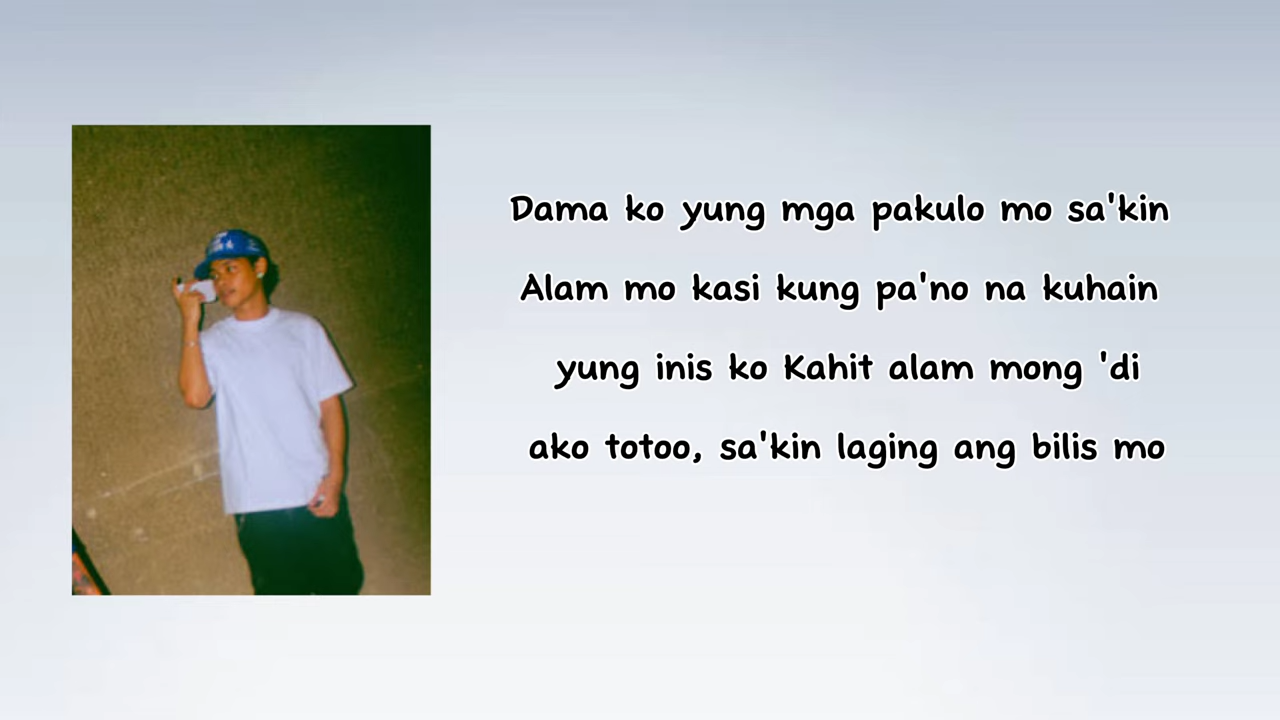 Dama ko yung mga pakulo mo sa'kin
Alam mo kasi kung pa'no na kuhain
yung inis ko Kahit alam mong 'di
ako totoo, sa'kin laging ang bilis mo